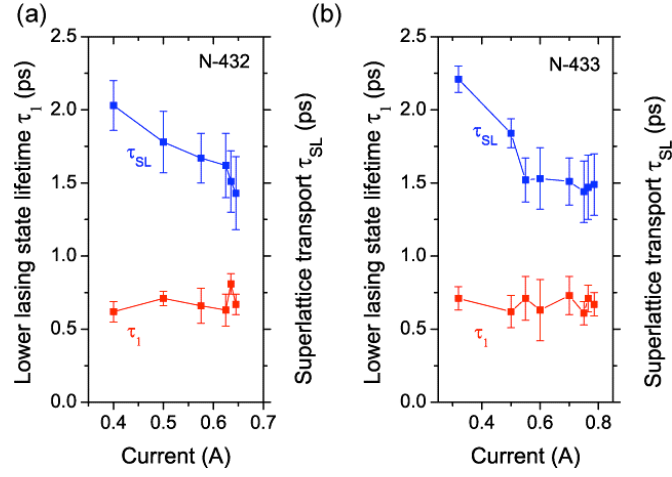 (a)
N-432
2.5
2.0
1.5
1.0
0.5
0.0
0.4
0.5
0.6
0.7
Lower lasing state lifetime τ₁ (ps)
Superlattice transport τSL (ps)
τSL
τ₁
Current (A)
(b)
N-433
2.5
2.0
1.5
1.0
0.5
0.0
0.4
0.6
0.8
Lower lasing state lifetime τ₁ (ps)
Superlattice transport τSL (ps)
τSL
τ₁
Current (A)